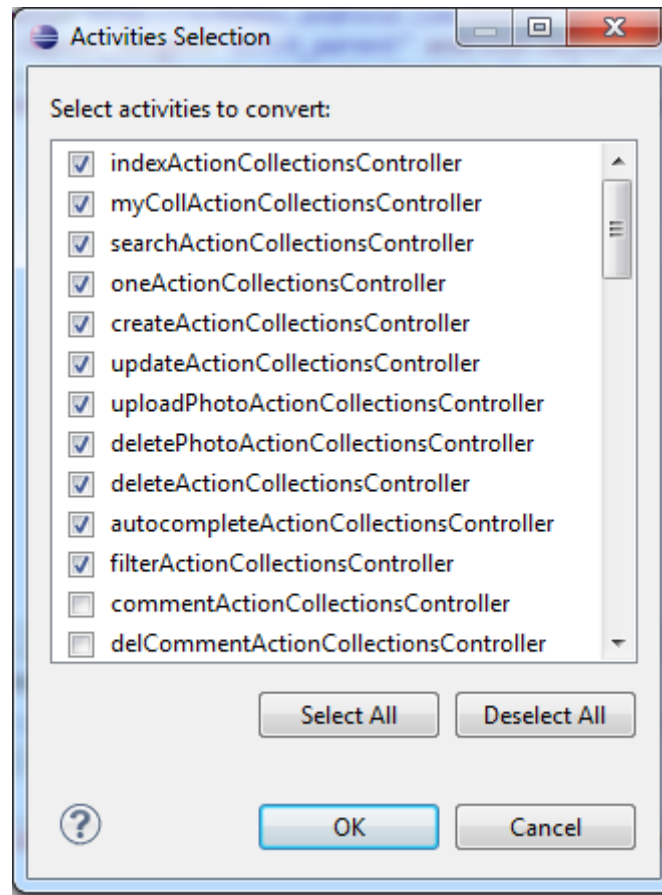 Activities Selection
Select activities to convert:
indexActionCollectionsController
myCollActionCollectionsController
searchActionCollectionsController
oneActionCollectionsController
createActionCollectionsController
updateActionCollectionsController
uploadPhotoActionCollectionsController
deletePhotoActionCollectionsController
deleteActionCollectionsController
autocompleteActionCollectionsController
filterActionCollectionsController
commentActionCollectionsController
delCommentActionCollectionsController
Select All Deselect All
? OK Cancel